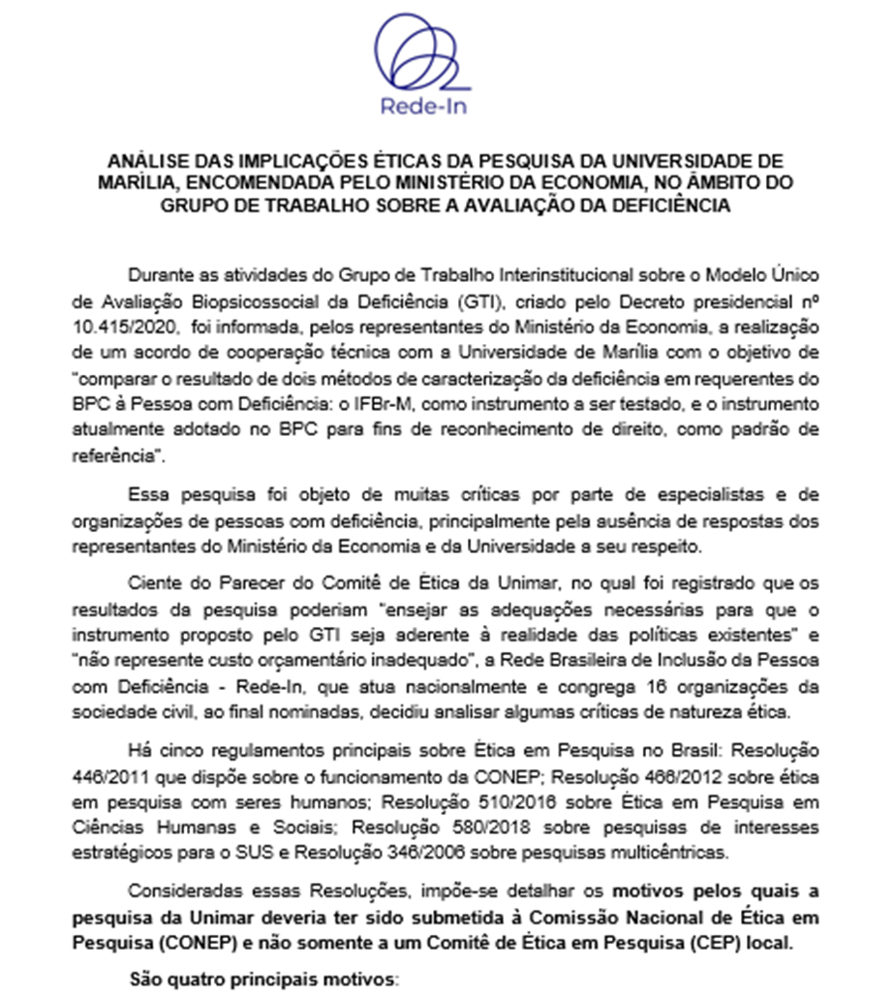 Rede-In
ANÁLISE DAS IMPLICAÇÕES ÉTICAS DA PESQUISA DA UNIVERSIDADE DE
MARÍLIA, ENCOMENDADA PELO MINISTÉRIO DA ECONOMIA, NO ÂMBITO DO
GRUPO DE TRABALHO SOBRE A AVALIAÇÃO DA DEFICIÊNCIA
Durante as atividades do Grupo de Trabalho Interinstitucional sobre o Modelo Único
de Avaliação Biopsicossocial da Deficiência (GTI), criado pelo Decreto presidencial nº
10.415/2020, foi informada, pelos representantes do Ministério da Economia, a realização
de um acordo de cooperação técnica com a Universidade de Marília com o objetivo de
“comparar o resultado de dois métodos de caracterização da deficiência em requerentes do
BPC à Pessoa com Deficiência: o IFBr-M, como instrumento a ser testado, e o instrumento
atualmente adotado no BPC para fins de reconhecimento de direito, como padrão de
referência”.
Essa pesquisa foi objeto de muitas críticas por parte de especialistas e de
organizações de pessoas com deficiência, principalmente pela ausência de respostas dos
representantes do Ministério da Economia e da Universidade a seu respeito.
Ciente do Parecer do Comitê de Ética da Unimar, no qual foi registrado que os
resultados da pesquisa poderiam “ensejar as adequações necessárias para que o
instrumento proposto pelo GTI seja aderente à realidade das políticas existentes” e
“não represente custo orçamentário inadequado”, a Rede Brasileira de Inclusão da Pessoa
com Deficiência - Rede-In, que atua nacionalmente e congrega 16 organizações da
sociedade civil, ao final nominadas, decidiu analisar algumas críticas de natureza ética.
Há cinco regulamentos principais sobre Ética em Pesquisa no Brasil: Resolução
446/2011 que dispõe sobre o funcionamento da CONEP; Resolução 466/2012 sobre ética
em pesquisa com seres humanos; Resolução 510/2016 sobre Ética em Pesquisa em
Ciências Humanas e Sociais; Resolução 580/2018 sobre pesquisas de interesses
estratégicos para o SUS e Resolução 346/2006 sobre pesquisas multicêntricas.
Consideradas essas Resoluções, impõe-se detalhar os motivos pelos quais a
pesquisa da Unimar deveria ter sido submetida à Comissão Nacional de Ética em
Pesquisa (CONEP) e não somente a um Comitê de Ética em Pesquisa (CEP) local.
São quatro principais motivos: